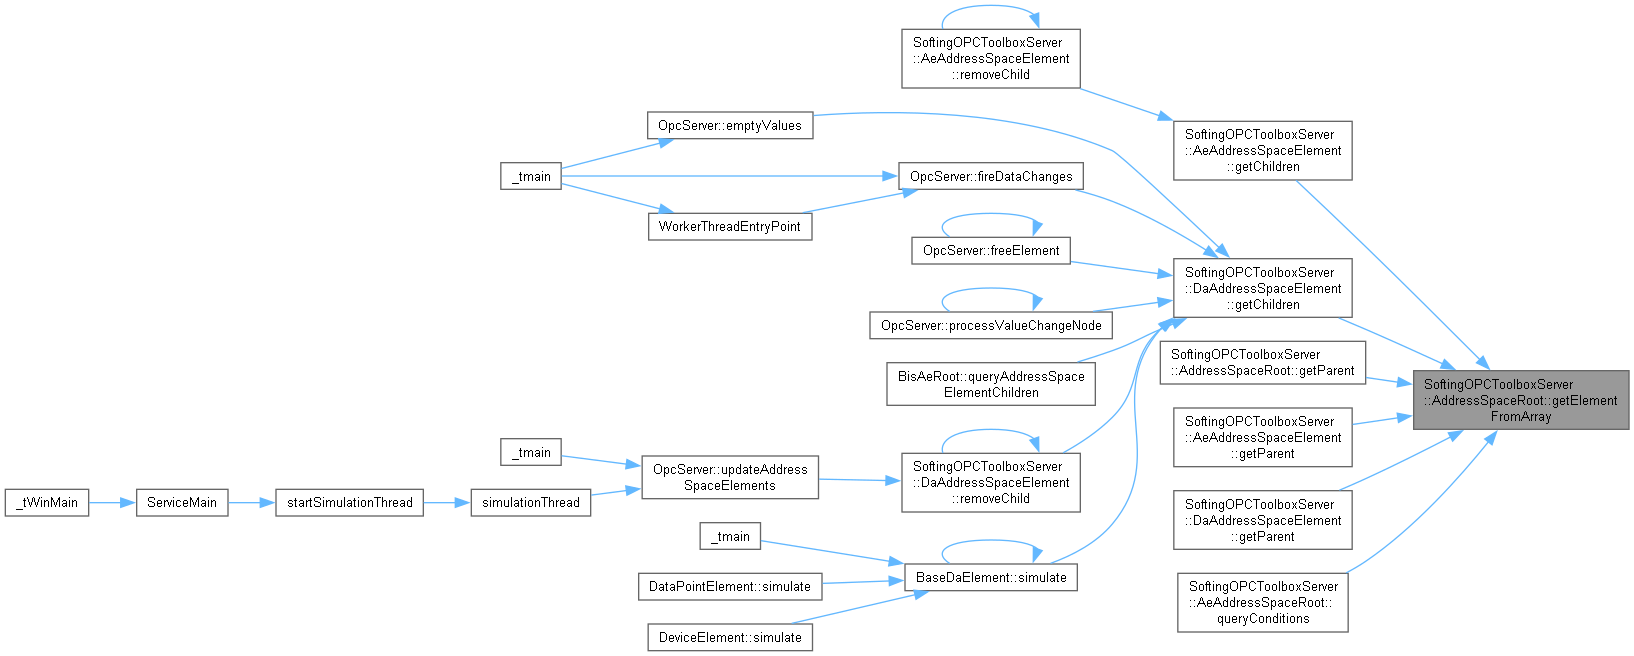 SoftingOPCToolboxServer
::AeAddressSpaceElement
::removeChild
OpcServer::emptyValues
SoftingOPCToolboxServer
::AeAddressSpaceElement
::getChildren
_tmain
OpcServer::fireDataChanges
WorkerThreadEntryPoint
OpcServer::freeElement
SoftingOPCToolboxServer
::DaAddressSpaceElement
::getChildren
OpcServer::processValueChangeNode
SoftingOPCToolboxServer
::AddressSpaceRoot::getParent
BisAeRoot::queryAddressSpace
ElementChildren
SoftingOPCToolboxServer
::AddressSpaceRoot::getElement
FromArray
SoftingOPCToolboxServer
::AeAddressSpaceElement
::getParent
_tmain
OpcServer::updateAddress
SpaceElements
SoftingOPCToolboxServer
::DaAddressSpaceElement
::removeChild
_tWinMain
ServiceMain
startSimulationThread
simulationThread
SoftingOPCToolboxServer
::DaAddressSpaceElement
::getParent
_tmain
BaseDaElement::simulate
DataPointElement::simulate
SoftingOPCToolboxServer
::AeAddressSpaceRoot::
queryConditions
DeviceElement::simulate